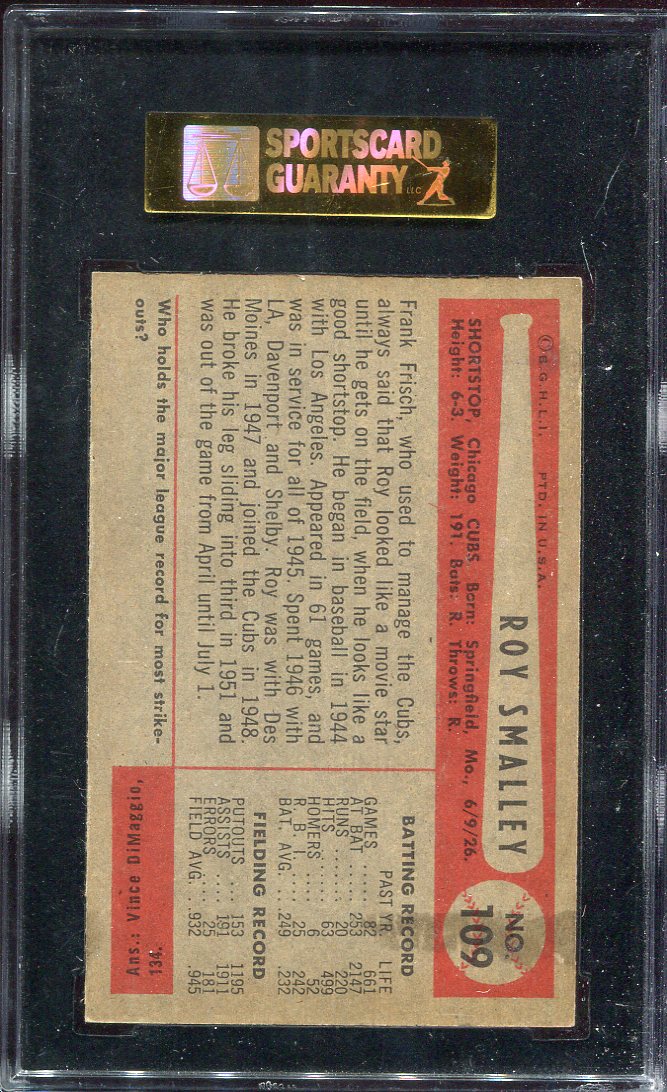 SPORTSCARD
GUARANTY LLC
© B. G. H. L. I. PTD. IN U. S. A.
ROY SMALLEY
NO.
109
SHORTSTOP, Chicago CUBS Born: Springfield, Mo., 6/9/26.
Height: 6-3. Weight: 191. Bats: R. Throws: R.
Frank Frisch, who used to manage the Cubs,
always said that Roy looked like a movie star
until he gets on the field, when he looks like a
good shortstop. He began in baseball in 1944
with Los Angeles. Appeared in 61 games, and
was in service for all of 1945. Spent 1946 with
LA, Davenport and Shelby. Roy was with Des
Moines in 1947 and joined the Cubs in 1948.
He broke his leg sliding into third in 1951 and
was out of the game from April until July 1.
BATTING RECORD
PAST YR. LIFE
GAMES 82 661
AT BAT ..... 253 2147
RUNS ...... 20 220
HITS ...... 63 499
HOMERS .... 6 52
R. B. I. .... 25 242
BAT. AVG. .. .249 .232
FIELDING RECORD
PUTOUTS ... 153 1195
ASSISTS .... 191 1911
ERRORS .... 25 181
FIELD AVG. . .932 .945
Who holds the major league record for most strike-
outs?
Ans.: Vince DiMaggio,
134.